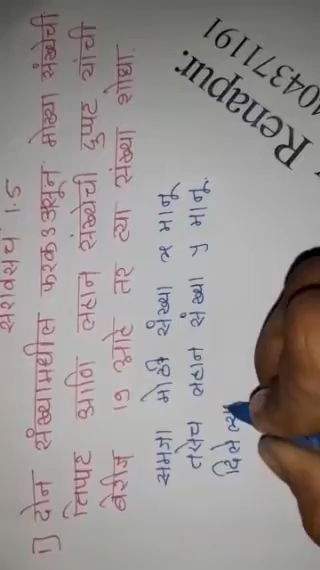 सरावसंच 1.5
1) दोन संख्यामधील फरक 3 असून मोठ्या संख्येची
तिप्पट आणि लहान संख्येची दुप्पट यांची
बेरीज 19 आहे तर त्या संख्या शोधा.
समजा मोठी संख्या x मानू
तसेच लहान संख्या y मानू.
दिले
Renapur.
404371191